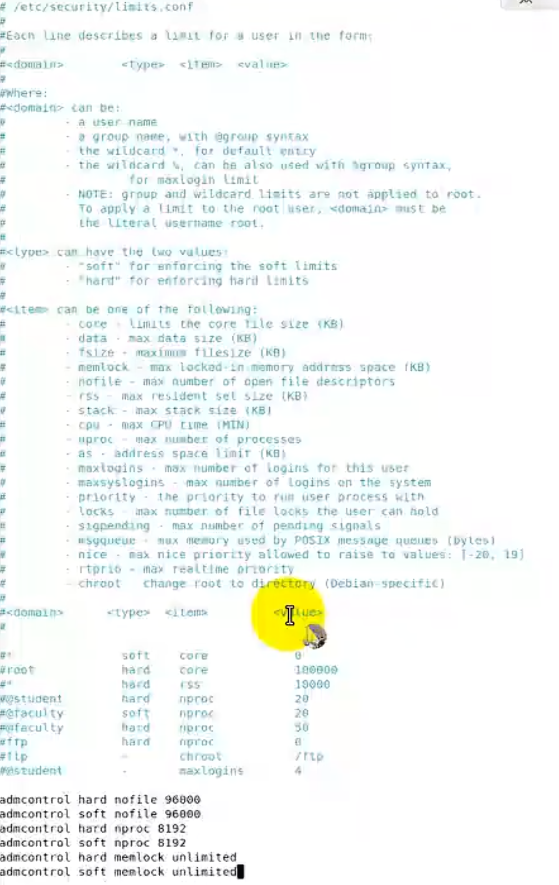 # /etc/security/limits.conf
#
#Each line describes a limit for a user in the form:
#
#<domain> <type> <item> <value>
#
#Where:
#<domain> can be:
# - a user name
# - a group name, with @group syntax
# - the wildcard *, for default entry
# - the wildcard %, can be also used with %group syntax,
# for maxlogin limit
# - NOTE: group and wildcard limits are not applied to root.
# To apply a limit to the root user, <domain> must be
# the literal username root.
#
#<type> can have the two values:
# - "soft" for enforcing the soft limits
# - "hard" for enforcing hard limits
#
#<item> can be one of the following:
# - core - limits the core file size (KB)
# - data - max data size (KB)
# - fsize - maximum filesize (KB)
# - memlock - max locked-in-memory address space (KB)
# - nofile - max number of open file descriptors
# - rss - max resident set size (KB)
# - stack - max stack size (KB)
# - cpu - max CPU time (MIN)
# - nproc - max number of processes
# - as - address space limit (KB)
# - maxlogins - max number of logins for this user
# - maxsyslogins - max number of logins on the system
# - priority - the priority to run user process with
# - locks - max number of file locks the user can hold
# - sigpending - max number of pending signals
# - msgqueue - max memory used by POSIX message queues (bytes)
# - nice - max nice priority allowed to raise to values: [-20, 19]
# - rtprio - max realtime priority
# - chroot - change root to directory (Debian-specific)
#
#<domain> <type> <item> <value>
#
#* soft core 0
#root hard core 100000
#* hard rss 10000
#@student hard nproc 20
#@faculty soft nproc 20
#@faculty hard nproc 50
#ftp hard nproc 0
#ftp - chroot /ftp
#@student - maxlogins 4
admcontrol hard nofile 96000
admcontrol soft nofile 96000
admcontrol hard nproc 8192
admcontrol soft nproc 8192
admcontrol hard memlock unlimited
admcontrol soft memlock unlimited